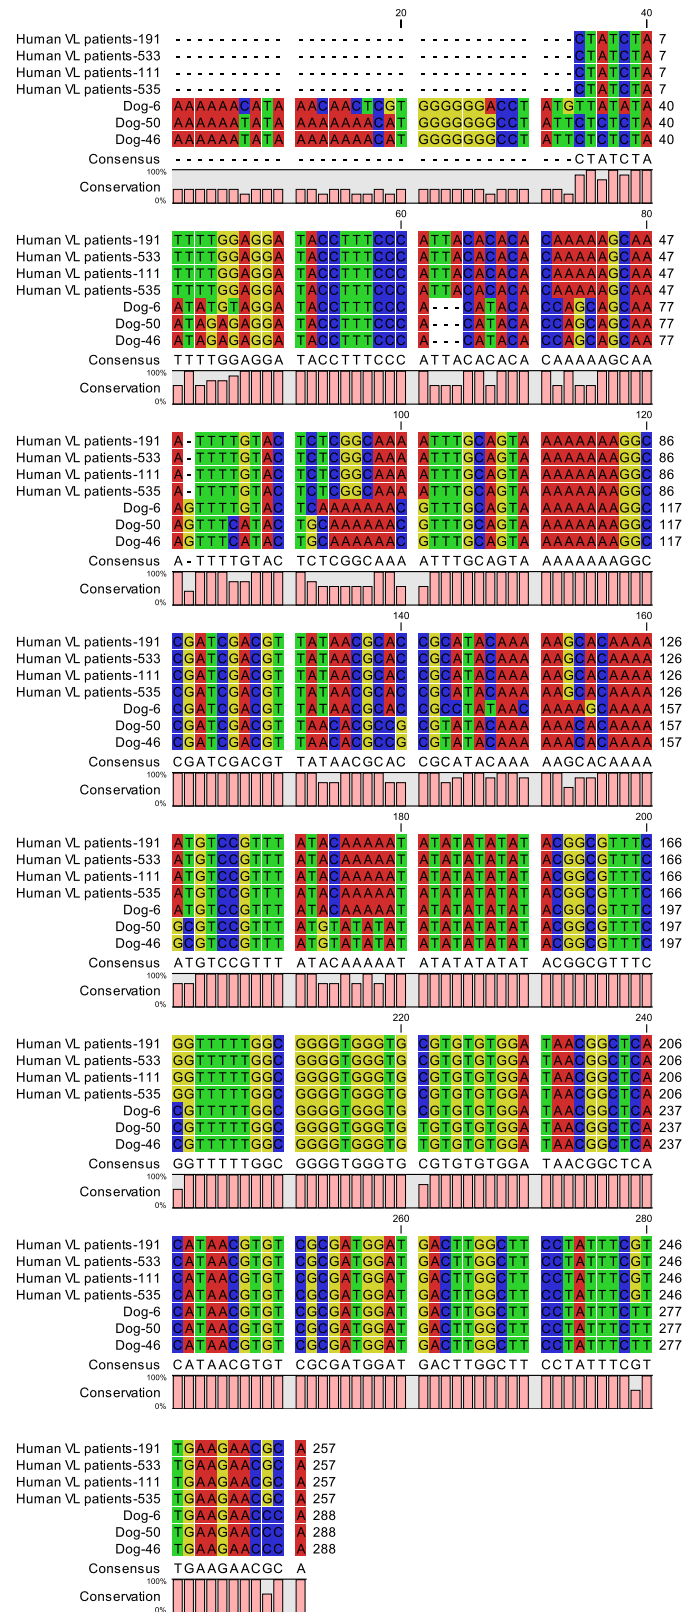 20 40
Human VL patients-191 - - - - - - - - - - - - - - - - - - - - - - - - - - - - - - - - - CTATCTA 7
Human VL patients-533 - - - - - - - - - - - - - - - - - - - - - - - - - - - - - - - - - CTATCTA 7
Human VL patients-111 - - - - - - - - - - - - - - - - - - - - - - - - - - - - - - - - - CTATCTA 7
Human VL patients-535 - - - - - - - - - - - - - - - - - - - - - - - - - - - - - - - - - CTATCTA 7
Dog-6 AAAAAACATA AACAACTCGT GGGGGGACCT ATGTTATATA 40
Dog-50 AAAAAATATA AAAAAAACAT GGGGGGGCCT ATTCTCTCTA 40
Dog-46 AAAAAATATA AAAAAAACAT GGGGGGGCCT ATTCTCTCTA 40
Consensus - - - - - - - - - - - - - - - - - - - - - - - - - - - - - - - - - CTATCTA
100%
Conservation
0%
60 80
Human VL patients-191 TTTTGGAGGA TACCTTTCCC ATTACACACA CAAAAAGCAA 47
Human VL patients-533 TTTTGGAGGA TACCTTTCCC ATTACACACA CAAAAAGCAA 47
Human VL patients-111 TTTTGGAGGA TACCTTTCCC ATTACACACA CAAAAAGCAA 47
Human VL patients-535 TTTTGGAGGA TACCTTTCCC ATTACACACA CAAAAAGCAA 47
Dog-6 ATATGTAGGA TACCTTTCCC A---CATACA CCAGCAGCAA 77
Dog-50 ATAGAGAGGA TACCTTTCCC A---CATACA CCAGCAGCAA 77
Dog-46 ATAGAGAGGA TACCTTTCCC A---CATACA CCAGCAGCAA 77
Consensus TTTTGGAGGA TACCTTTCCC ATTACACACA CAAAAAGCAA
100%
Conservation
0%
100 120
Human VL patients-191 A-TTTTGTAC TCTCGGCAAA ATTTGCAGTA AAAAAAAGGC 86
Human VL patients-533 A-TTTTGTAC TCTCGGCAAA ATTTGCAGTA AAAAAAAGGC 86
Human VL patients-111 A-TTTTGTAC TCTCGGCAAA ATTTGCAGTA AAAAAAAGGC 86
Human VL patients-535 A-TTTTGTAC TCTCGGCAAA ATTTGCAGTA AAAAAAAGGC 86
Dog-6 AGTTTTGTAC TCAAAAAAAC GTTTGCAGTA AAAAAAAGGC 117
Dog-50 AGTTTCATAC TGCAAAAAAC GTTTGCAGTA AAAAAAAGGC 117
Dog-46 AGTTTCATAC TGCAAAAAAC GTTTGCAGTA AAAAAAAGGC 117
Consensus A-TTTTGTAC TCTCGGCAAA ATTTGCAGTA AAAAAAAGGC
100%
Conservation
0%
140 160
Human VL patients-191 CGATCGACGT TATAACGCAC CGCATACAAA AAGCACAAAA 126
Human VL patients-533 CGATCGACGT TATAACGCAC CGCATACAAA AAGCACAAAA 126
Human VL patients-111 CGATCGACGT TATAACGCAC CGCATACAAA AAGCACAAAA 126
Human VL patients-535 CGATCGACGT TATAACGCAC CGCATACAAA AAGCACAAAA 126
Dog-6 CGATCGACGT TATAACGCAC CGCCTATAAC AAAAGCAAAA 157
Dog-50 CGATCGACGT TAACACGCCG CGTATACAAA AAACACAAAA 157
Dog-46 CGATCGACGT TAACACGCCG CGTATACAAA AAACACAAAA 157
Consensus CGATCGACGT TATAACGCAC CGCATACAAA AAGCACAAAA
100%
Conservation
0%
180 200
Human VL patients-191 ATGTCCGTTT ATACAAAAAT ATATATATAT ACGGCGTTTC 166
Human VL patients-533 ATGTCCGTTT ATACAAAAAT ATATATATAT ACGGCGTTTC 166
Human VL patients-111 ATGTCCGTTT ATACAAAAAT ATATATATAT ACGGCGTTTC 166
Human VL patients-535 ATGTCCGTTT ATACAAAAAT ATATATATAT ACGGCGTTTC 166
Dog-6 ATGTCCGTTT ATACAAAAAT ATATATATAT ACGGCGTTTC 197
Dog-50 GCGTCCGTTT ATGTATATAT ATATATATAT ACGGCGTTTC 197
Dog-46 GCGTCCGTTT ATGTATATAT ATATATATAT ACGGCGTTTC 197
Consensus ATGTCCGTTT ATACAAAAAT ATATATATAT ACGGCGTTTC
100%
Conservation
0%
220 240
Human VL patients-191 GGTTTTTGGC GGGGTGGGTG CGTGTGTGGA TAACGGCTCA 206
Human VL patients-533 GGTTTTTGGC GGGGTGGGTG CGTGTGTGGA TAACGGCTCA 206
Human VL patients-111 GGTTTTTGGC GGGGTGGGTG CGTGTGTGGA TAACGGCTCA 206
Human VL patients-535 GGTTTTTGGC GGGGTGGGTG CGTGTGTGGA TAACGGCTCA 206
Dog-6 CGTTTTTGGC GGGGTGGGTG CGTGTGTGGA TAACGGCTCA 237
Dog-50 CGTTTTTGGC GGGGTGGGTG TGTGTGTGGA TAACGGCTCA 237
Dog-46 CGTTTTTGGC GGGGTGGGTG TGTGTGTGGA TAACGGCTCA 237
Consensus GGTTTTTGGC GGGGTGGGTG CGTGTGTGGA TAACGGCTCA
100%
Conservation
0%
260 280
Human VL patients-191 CATAACGTGT CGCGATGGAT GACTTGGCTT CCTATTTCGT 246
Human VL patients-533 CATAACGTGT CGCGATGGAT GACTTGGCTT CCTATTTCGT 246
Human VL patients-111 CATAACGTGT CGCGATGGAT GACTTGGCTT CCTATTTCGT 246
Human VL patients-535 CATAACGTGT CGCGATGGAT GACTTGGCTT CCTATTTCGT 246
Dog-6 CATAACGTGT CGCGATGGAT GACTTGGCTT CCTATTTCTT 277
Dog-50 CATAACGTGT CGCGATGGAT GACTTGGCTT CCTATTTCTT 277
Dog-46 CATAACGTGT CGCGATGGAT GACTTGGCTT CCTATTTCTT 277
Consensus CATAACGTGT CGCGATGGAT GACTTGGCTT CCTATTTCGT
100%
Conservation
0%
Human VL patients-191 TGAAGAACGC A 257
Human VL patients-533 TGAAGAACGC A 257
Human VL patients-111 TGAAGAACGC A 257
Human VL patients-535 TGAAGAACGC A 257
Dog-6 TGAAGAACCC A 288
Dog-50 TGAAGAACCC A 288
Dog-46 TGAAGAACCC A 288
Consensus TGAAGAACGC A
100%
Conservation
0%